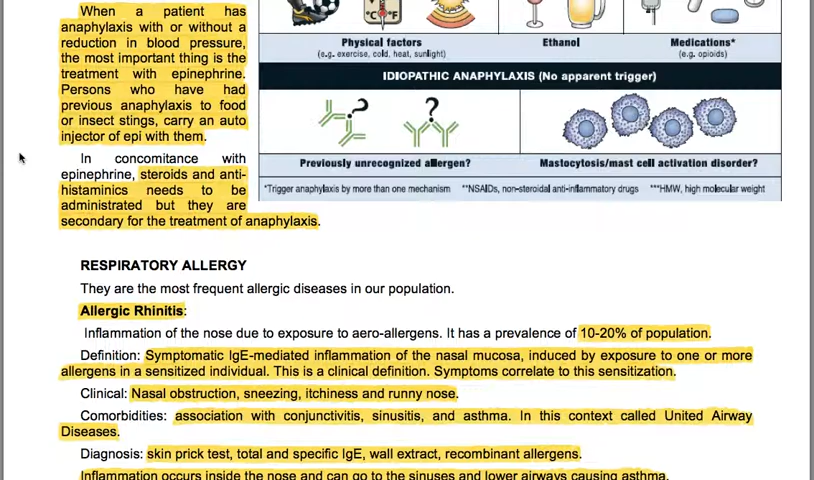 When a patient has
anaphylaxis with or without a
reduction in blood pressure,
the most important thing is the
treatment with epinephrine.
Persons who have had
previous anaphylaxis to food
or insect stings, carry an auto
injector of epi with them.
In concomitance with
epinephrine, steroids and anti-
histaminics needs to be
administrated but they are
secondary for the treatment of anaphylaxis.
°C °F
Physical factors
(e.g. exercise, cold, heat, sunlight)
Ethanol
Medications*
(e.g. opioids)
IDIOPATHIC ANAPHYLAXIS (No apparent trigger)
? ?
Previously unrecognized allergen?
Mastocytosis/mast cell activation disorder?
*Trigger anaphylaxis by more than one mechanism **NSAIDs, non-steroidal anti-inflammatory drugs ***HMW, high molecular weight
RESPIRATORY ALLERGY
They are the most frequent allergic diseases in our population.
Allergic Rhinitis:
Inflammation of the nose due to exposure to aero-allergens. It has a prevalence of 10-20% of population.
Definition: Symptomatic IgE-mediated inflammation of the nasal mucosa, induced by exposure to one or more
allergens in a sensitized individual. This is a clinical definition. Symptoms correlate to this sensitization.
Clinical: Nasal obstruction, sneezing, itchiness and runny nose.
Comorbidities: association with conjunctivitis, sinusitis, and asthma. In this context called United Airway
Diseases.
Diagnosis: skin prick test, total and specific IgE, wall extract, recombinant allergens.
Inflammation occurs inside the nose and can go to the sinuses and lower airways causing asthma.